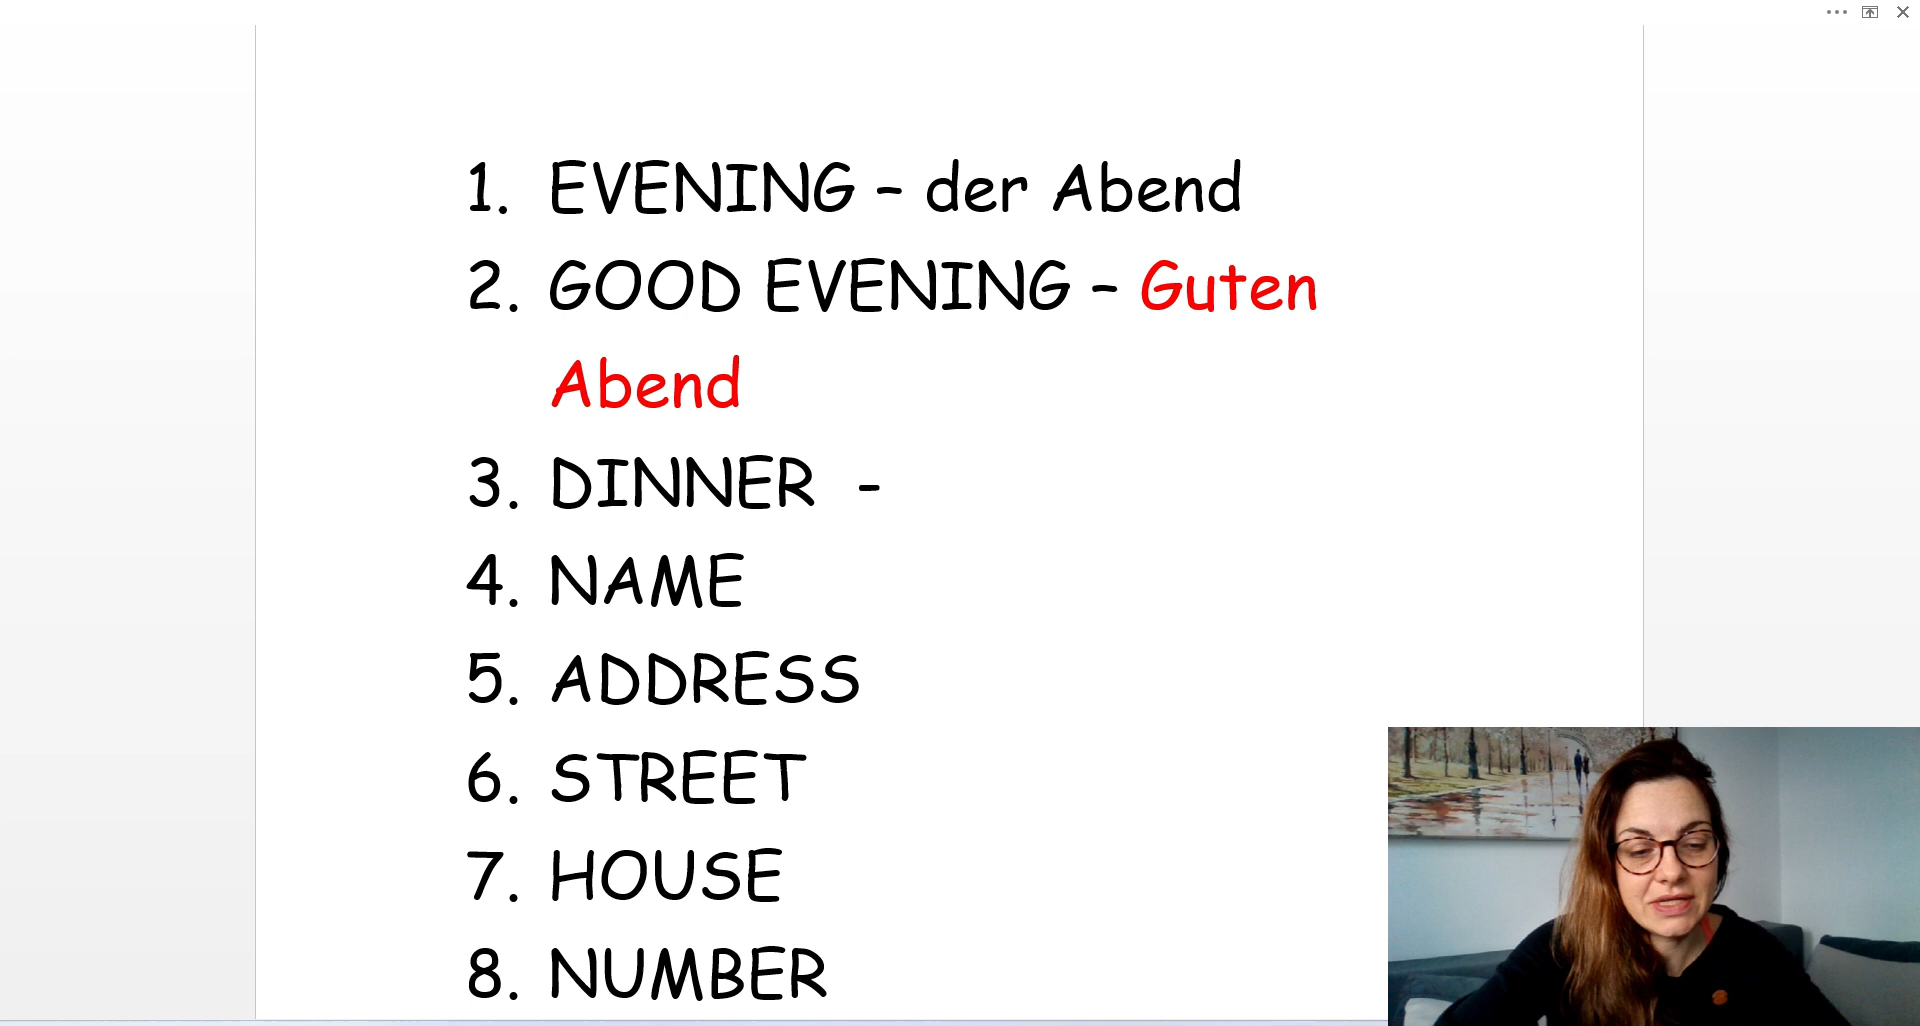 1. EVENING – der Abend
2. GOOD EVENING – Guten
Abend
3. DINNER -
4. NAME
5. ADDRESS
6. STREET
7. HOUSE
8. NUMBER